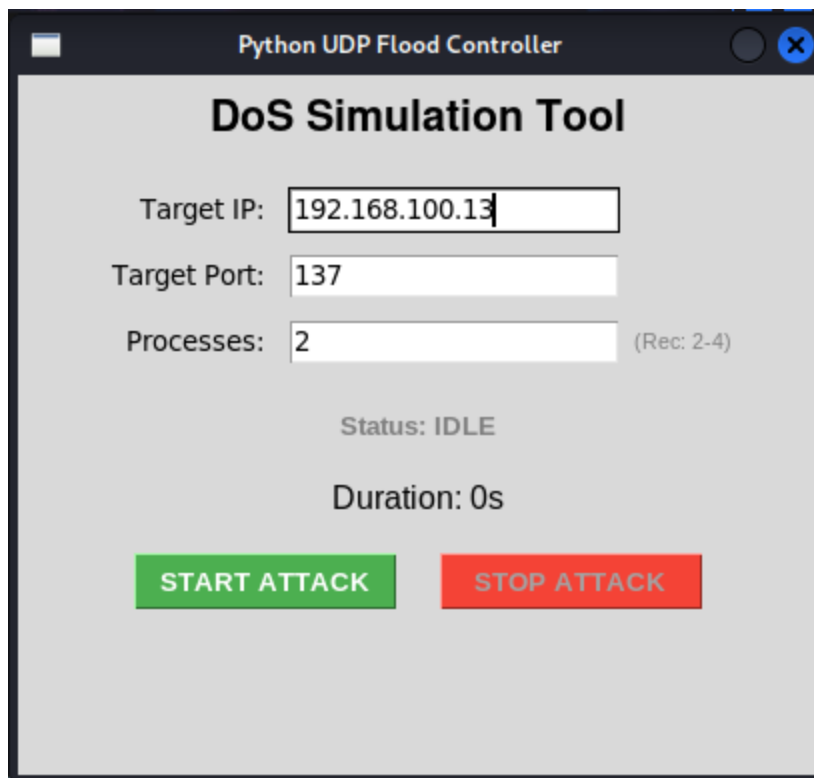 Python UDP Flood Controller
DoS Simulation Tool
Target IP: 192.168.100.13
Target Port: 137
Processes: 2 (Rec: 2-4)
Status: IDLE
Duration: 0s
START ATTACK STOP ATTACK